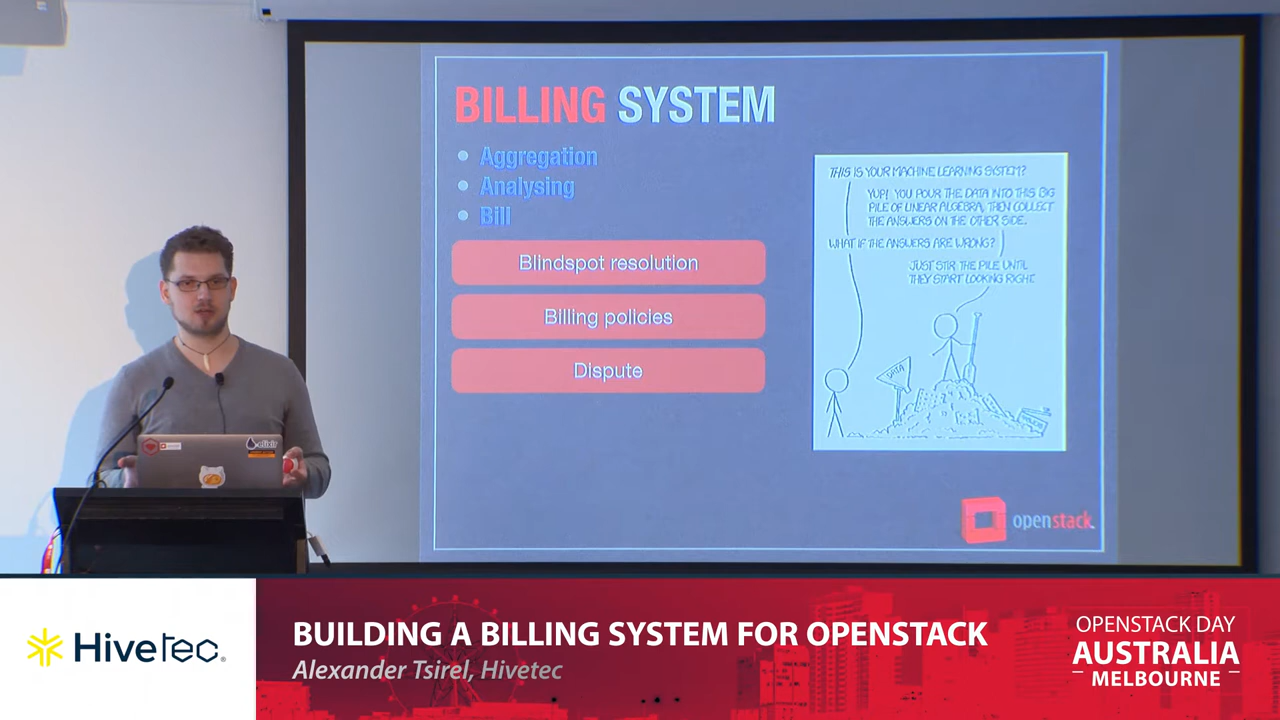 BILLING SYSTEM
Aggregation
Analysing
Bill
Blindspot resolution
Billing policies
Dispute
THIS IS YOUR MACHINE LEARNING SYSTEM?
YUP! YOU POUR THE DATA INTO THIS BIG
PILE OF LINEAR ALGEBRA, THEN COLLECT
THE ANSWERS ON THE OTHER SIDE.
WHAT IF THE ANSWERS ARE WRONG?
JUST STIR THE PILE UNTIL
THEY START LOOKING RIGHT.
DATA
openstack
elixir
Hivetec
BUILDING A BILLING SYSTEM FOR OPENSTACK
Alexander Tsirel, Hivetec
OPENSTACK DAY
AUSTRALIA
MELBOURNE